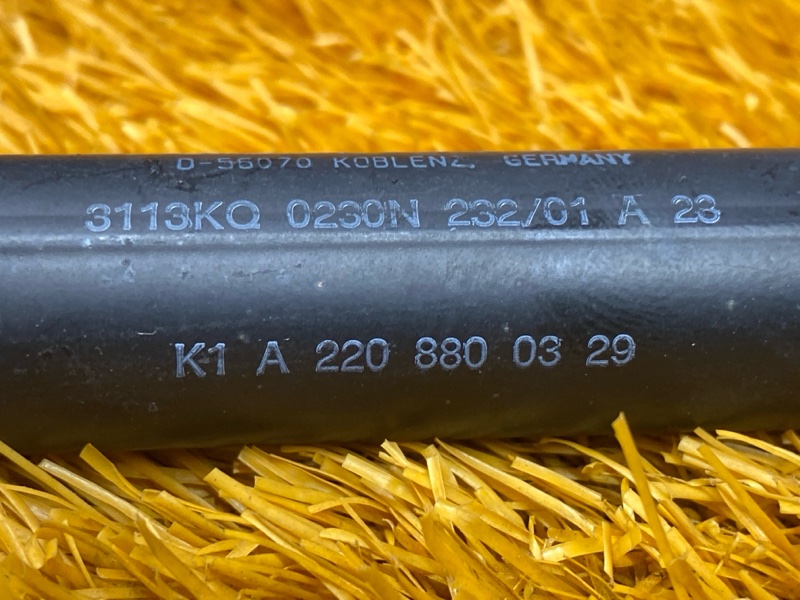 D-56070 KOBLENZ, GERMANY
3113KQ 0230N 232/01 A 23
K1 A 220 880 03 29